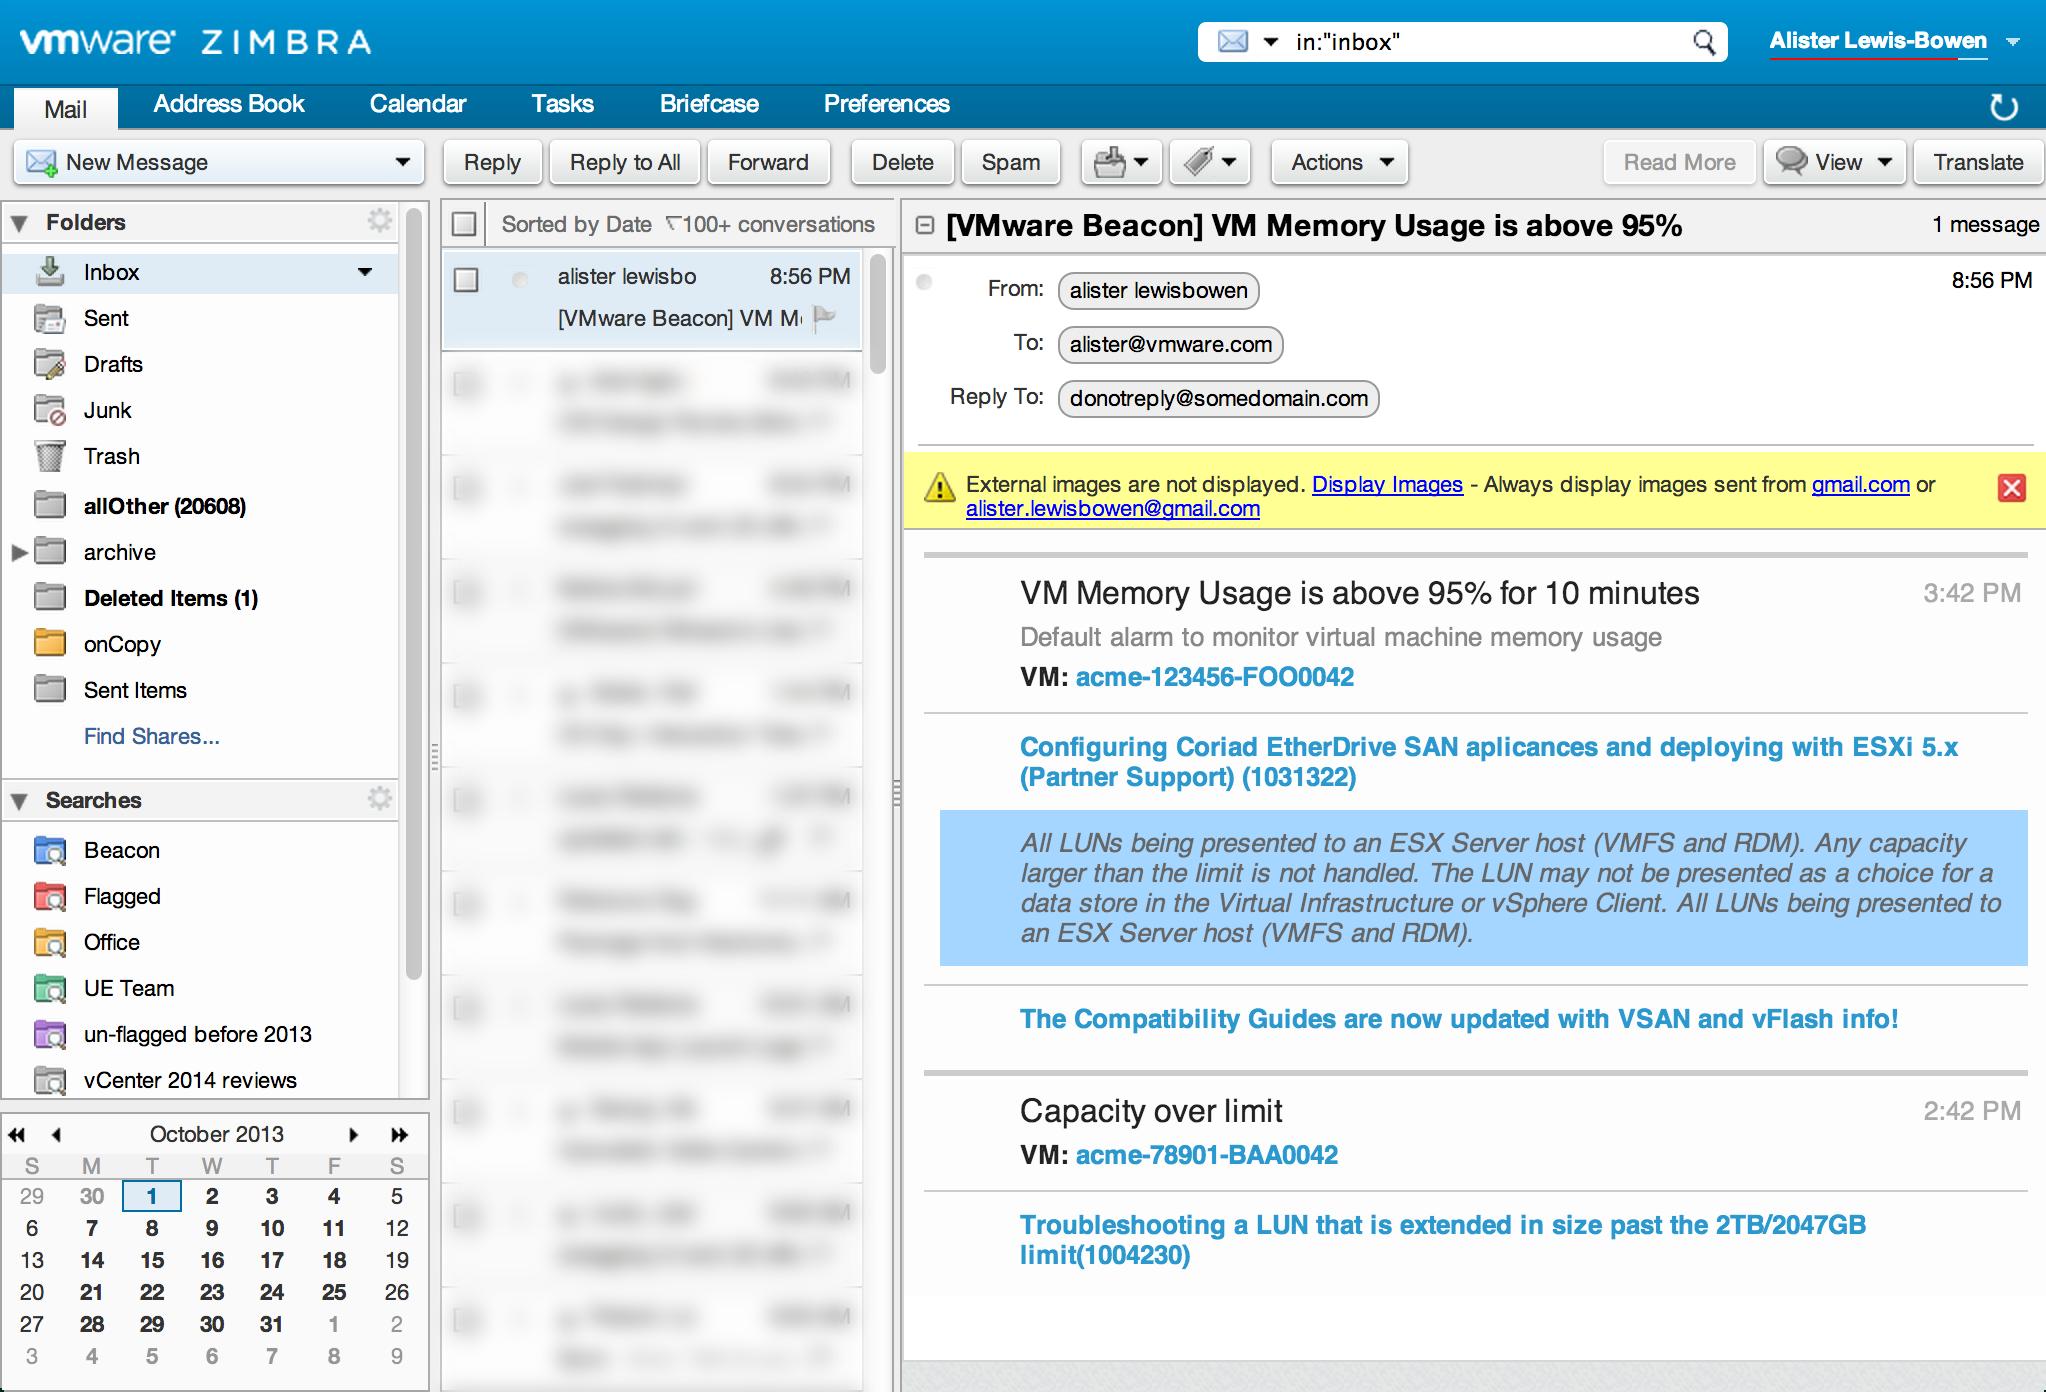 vmware ZIMBRA
in:"inbox"
Alister Lewis-Bowen
Mail
Address Book
Calendar
Tasks
Briefcase
Preferences
New Message
Reply
Reply to All
Forward
Delete
Spam
Actions
Read More
View
Translate
Folders
Inbox
Sent
Drafts
Junk
Trash
allOther (20608)
archive
Deleted Items (1)
onCopy
Sent Items
Find Shares...
Searches
Beacon
Flagged
Office
UE Team
un-flagged before 2013
vCenter 2014 reviews
October 2013
S M T W T F S
29 30 1 2 3 4 5
6 7 8 9 10 11 12
13 14 15 16 17 18 19
20 21 22 23 24 25 26
27 28 29 30 31 1 2
3 4 5 6 7 8 9
Sorted by Date 100+ conversations
alister lewisbo 8:56 PM
[VMware Beacon] VM M
[VMware Beacon] VM Memory Usage is above 95% 1 message
From: alister lewisbowen 8:56 PM
To: alister@vmware.com
Reply To: donotreply@somedomain.com
External images are not displayed. Display Images - Always display images sent from gmail.com or
alister.lewisbowen@gmail.com
VM Memory Usage is above 95% for 10 minutes 3:42 PM
Default alarm to monitor virtual machine memory usage
VM: acme-123456-FOO0042
Configuring Coriad EtherDrive SAN aplicances and deploying with ESXi 5.x
(Partner Support) (1031322)
All LUNs being presented to an ESX Server host (VMFS and RDM). Any capacity
larger than the limit is not handled. The LUN may not be presented as a choice for a
data store in the Virtual Infrastructure or vSphere Client. All LUNs being presented to
an ESX Server host (VMFS and RDM).
The Compatibility Guides are now updated with VSAN and vFlash info!
Capacity over limit 2:42 PM
VM: acme-78901-BAA0042
Troubleshooting a LUN that is extended in size past the 2TB/2047GB
limit(1004230)